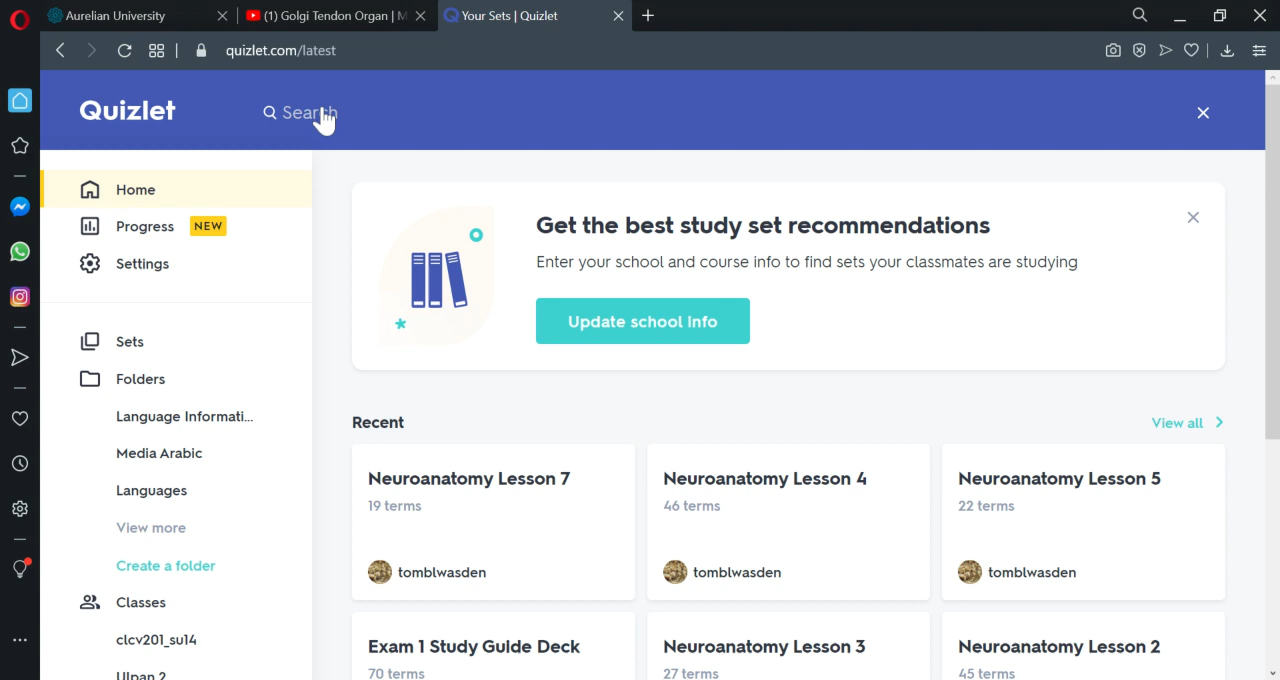 Aurelian University
(1) Golgi Tendon Organ | M
Your Sets | Quizlet
quizlet.com/latest
Quizlet
Search
Home
Progress NEW
Settings
Sets
Folders
Language Informati...
Media Arabic
Languages
View more
Create a folder
Classes
clcv201_su14
Ulpan 2
Get the best study set recommendations
Enter your school and course info to find sets your classmates are studying
Update school info
Recent
View all
Neuroanatomy Lesson 7
19 terms
tomblwasden
Neuroanatomy Lesson 4
46 terms
tomblwasden
Neuroanatomy Lesson 5
22 terms
tomblwasden
Exam 1 Study Guide Deck
70 terms
Neuroanatomy Lesson 3
27 terms
Neuroanatomy Lesson 2
45 terms